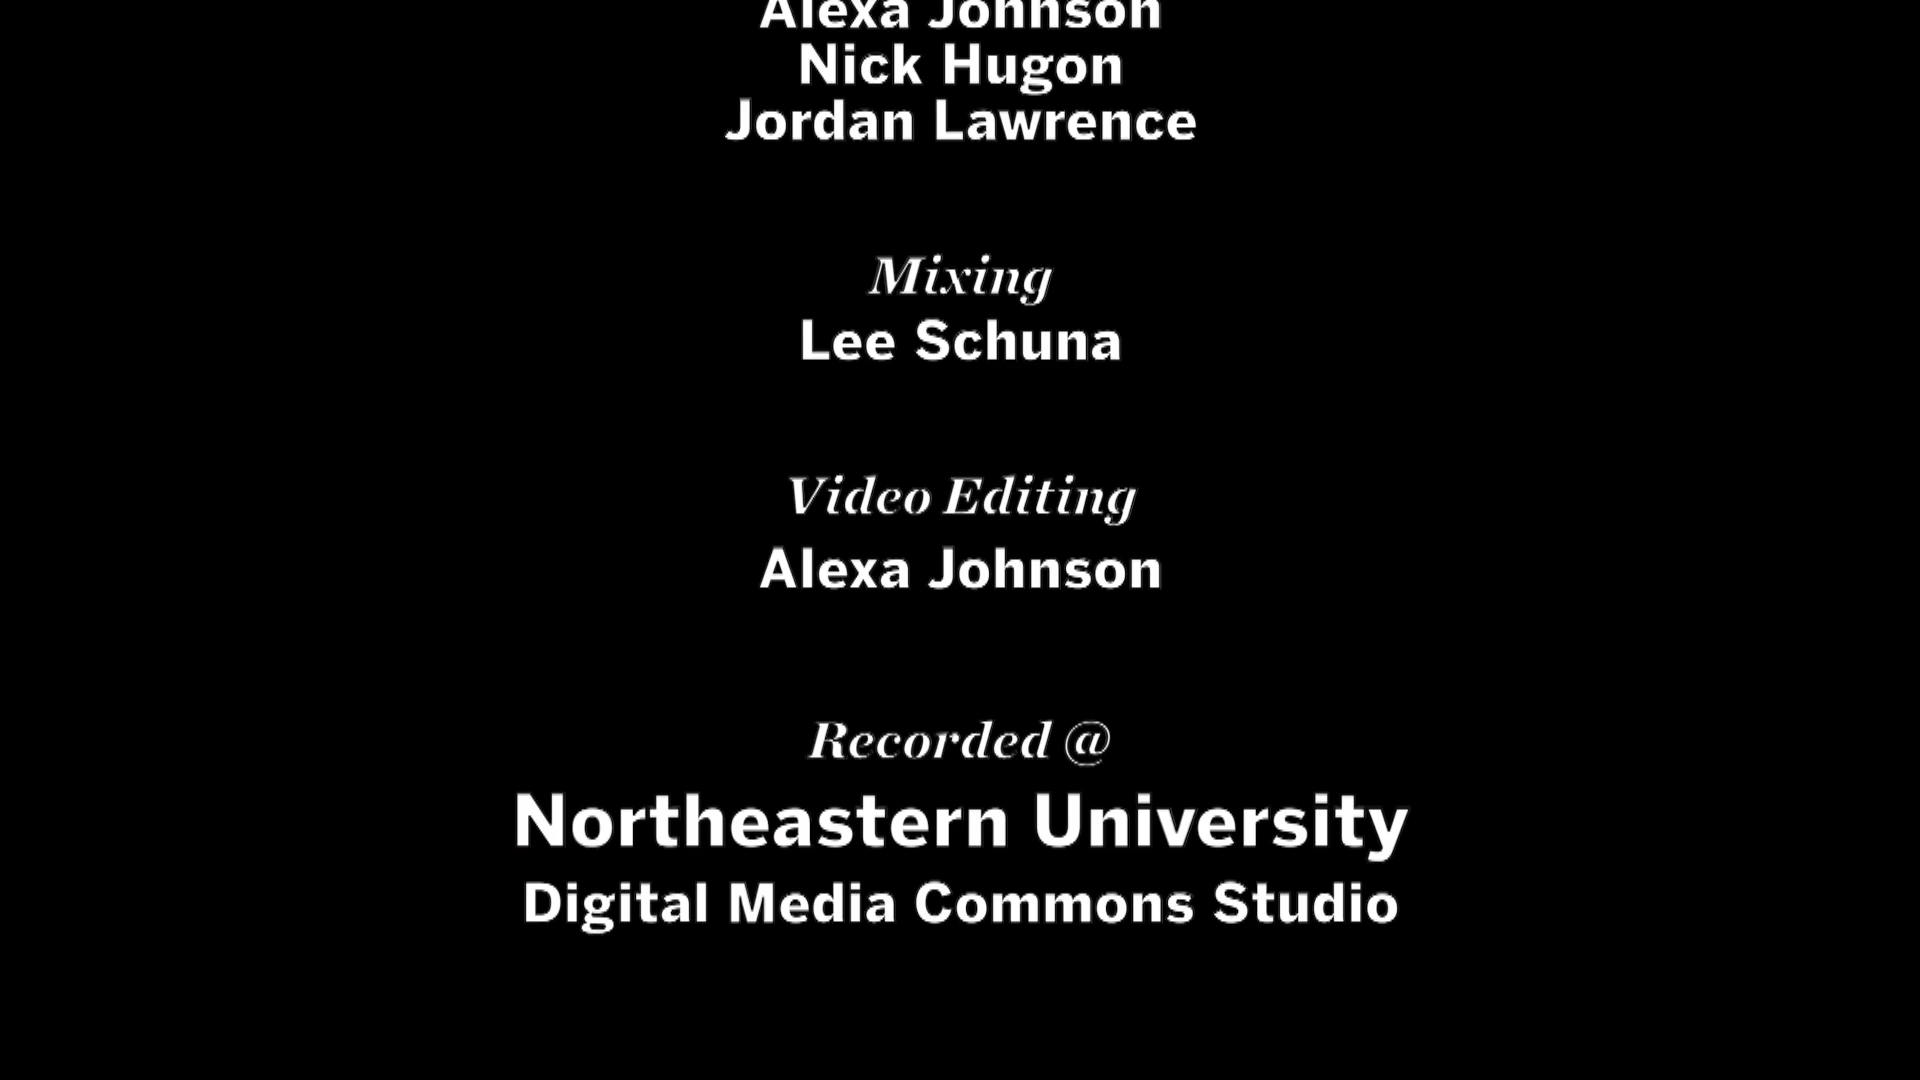 Alexa Johnson
Nick Hugon
Jordan Lawrence
Mixing
Lee Schuna
Video Editing
Alexa Johnson
Recorded @
Northeastern University
Digital Media Commons Studio